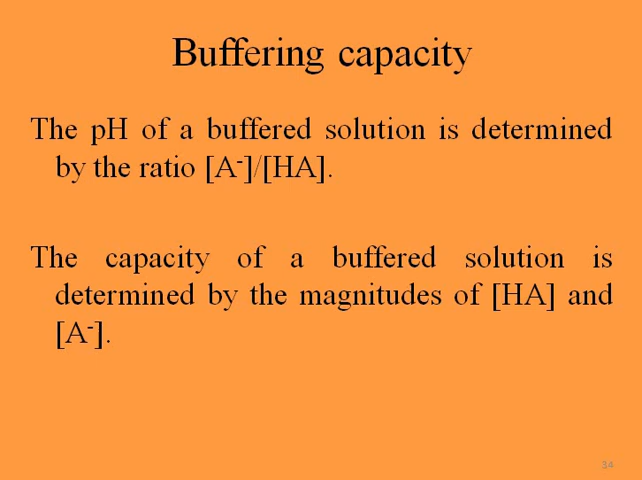 Buffering capacity
The pH of a buffered solution is determined
by the ratio [A⁻]/[HA].
The capacity of a buffered solution is
determined by the magnitudes of [HA] and
[A⁻].
34